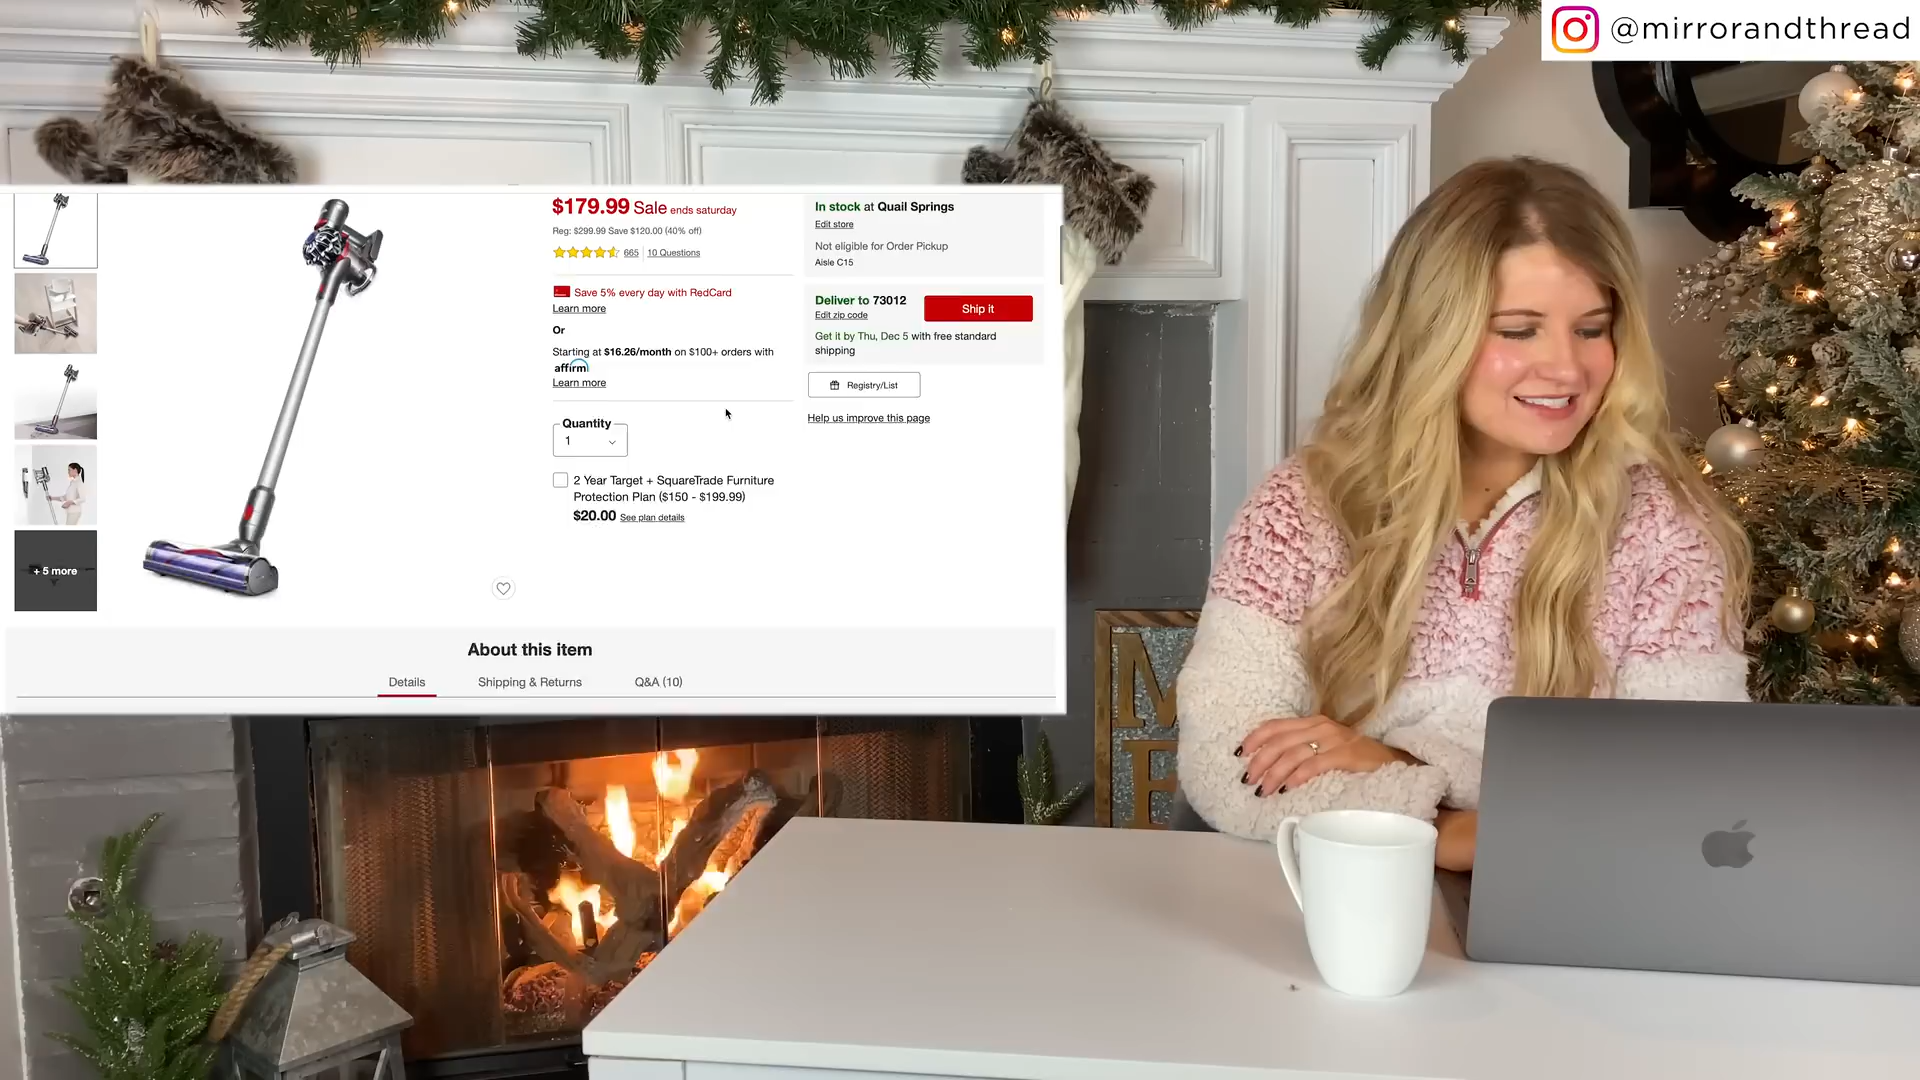 @mirrorandthread
$179.99 Sale ends saturday
Reg: $299.99 Save $120.00 (40% off)
665 10 Questions
Save 5% every day with RedCard
Learn more
Or
Starting at $16.26/month on $100+ orders with
affirm
Learn more
Quantity
1
2 Year Target + SquareTrade Furniture
Protection Plan ($150 - $199.99)
$20.00 See plan details
In stock at Quail Springs
Edit store
Not eligible for Order Pickup
Aisle C15
Deliver to 73012
Edit zip code
Ship it
Get it by Thu, Dec 5 with free standard
shipping
Registry/List
Help us improve this page
+ 5 more
About this item
Details
Shipping & Returns
Q&A (10)
M
E